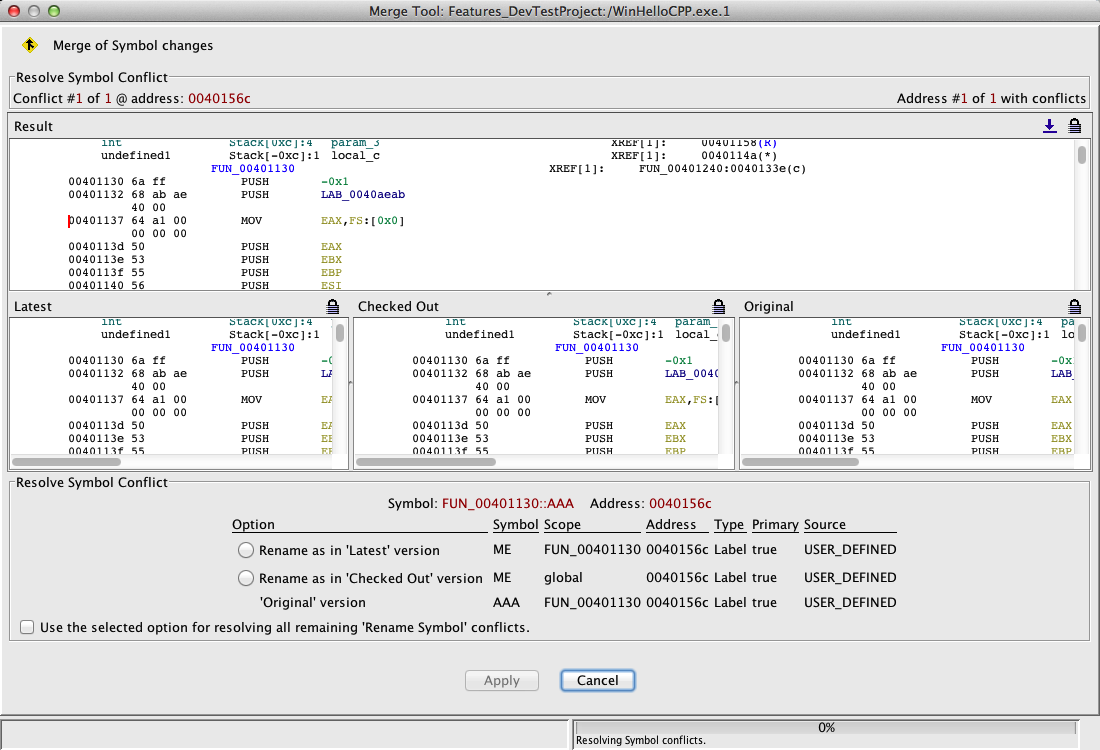 Merge Tool: Features_DevTestProject:/WinHelloCPP.exe.1
Merge of Symbol changes
Resolve Symbol Conflict
Conflict #1 of 1 @ address: 0040156c Address #1 of 1 with conflicts
Result
int Stack[0xc]:4 param_3 XREF[1]: 00401158(R)
undefined1 Stack[-0xc]:1 local_c XREF[1]: 0040114a(*)
FUN_00401130 XREF[1]: FUN_00401240:0040133e(c)
00401130 6a ff PUSH -0x1
00401132 68 ab ae PUSH LAB_0040aeab
40 00
00401137 64 a1 00 MOV EAX,FS:[0x0]
00 00 00
0040113d 50 PUSH EAX
0040113e 53 PUSH EBX
0040113f 55 PUSH EBP
00401140 56 PUSH ESI
Latest
int Stack[0xc]:4
undefined1 Stack[-0xc]:1
FUN_00401130
00401130 6a ff PUSH -0
00401132 68 ab ae PUSH LA
40 00
00401137 64 a1 00 MOV EA
00 00 00
0040113d 50 PUSH EA
0040113e 53 PUSH EB
0040113f 55 PUSH EB
Checked Out
int Stack[0xc]:4 param_
undefined1 Stack[-0xc]:1 local_
FUN_00401130
00401130 6a ff PUSH -0x1
00401132 68 ab ae PUSH LAB_0040
40 00
00401137 64 a1 00 MOV EAX,FS:[
00 00 00
0040113d 50 PUSH EAX
0040113e 53 PUSH EBX
0040113f 55 PUSH EBP
Original
int Stack[0xc]:4 pa
undefined1 Stack[-0xc]:1 lo
FUN_00401130
00401130 6a ff PUSH -0x
00401132 68 ab ae PUSH LAB_
40 00
00401137 64 a1 00 MOV EAX
00 00 00
0040113d 50 PUSH EAX
0040113e 53 PUSH EBX
0040113f 55 PUSH EBP
Resolve Symbol Conflict
Symbol: FUN_00401130::AAA Address: 0040156c
Option Symbol Scope Address Type Primary Source
Rename as in 'Latest' version ME FUN_00401130 0040156c Label true USER_DEFINED
Rename as in 'Checked Out' version ME global 0040156c Label true USER_DEFINED
'Original' version AAA FUN_00401130 0040156c Label true USER_DEFINED
Use the selected option for resolving all remaining 'Rename Symbol' conflicts.
Apply Cancel
0%
Resolving Symbol conflicts.